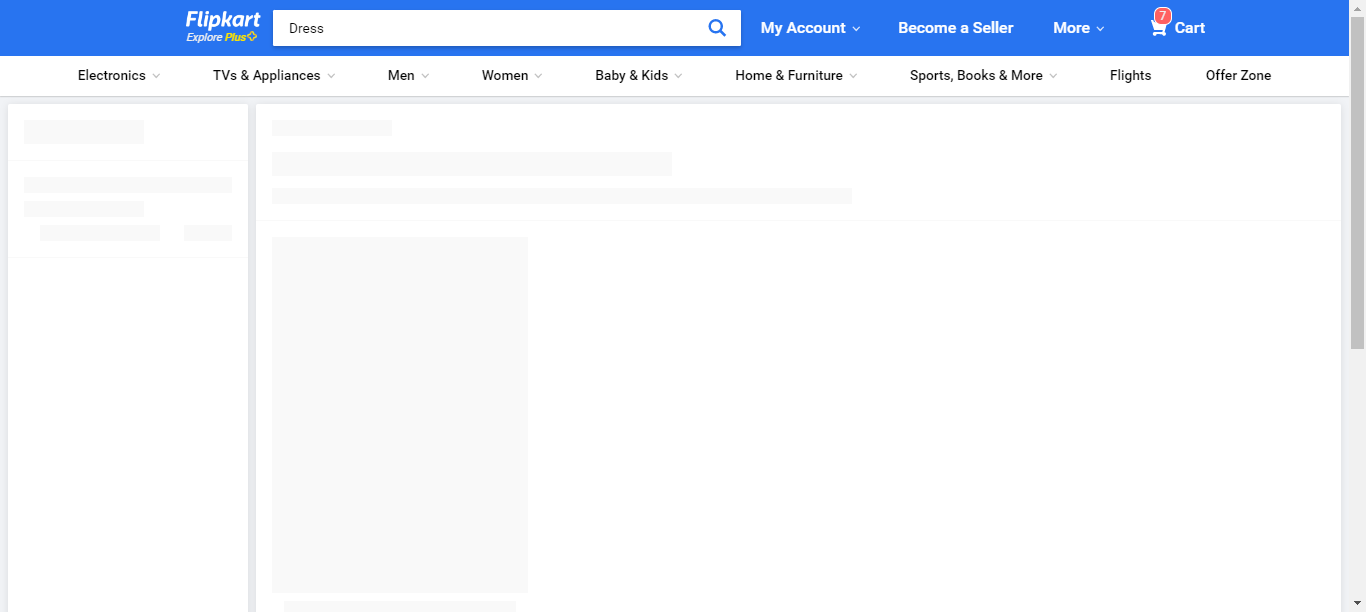 Flipkart
Explore Plus
Dress
My Account
Become a Seller
More
7
Cart
Electronics
TVs & Appliances
Men
Women
Baby & Kids
Home & Furniture
Sports, Books & More
Flights
Offer Zone